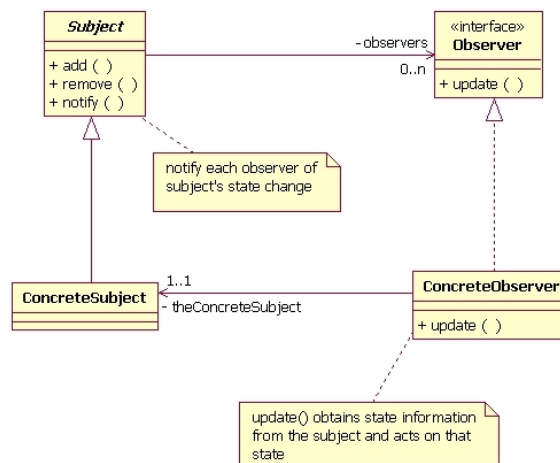 Subject
+ add ( )
+ remove ( )
+ notify ( )
- observers
0..n
«interface»
Observer
+ update ( )
notify each observer of
subject's state change
ConcreteSubject
1..1
- theConcreteSubject
ConcreteObserver
+ update ( )
update() obtains state information
from the subject and acts on that
state